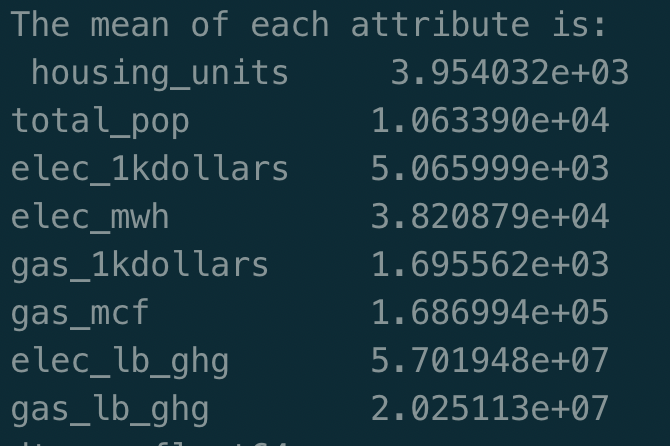 The mean of each attribute is:
 housing_units     3.954032e+03
total_pop         1.063390e+04
elec_1kdollars    5.065999e+03
elec_mwh          3.820879e+04
gas_1kdollars     1.695562e+03
gas_mcf           1.686994e+05
elec_lb_ghg       5.701948e+07
gas_lb_ghg        2.025113e+07